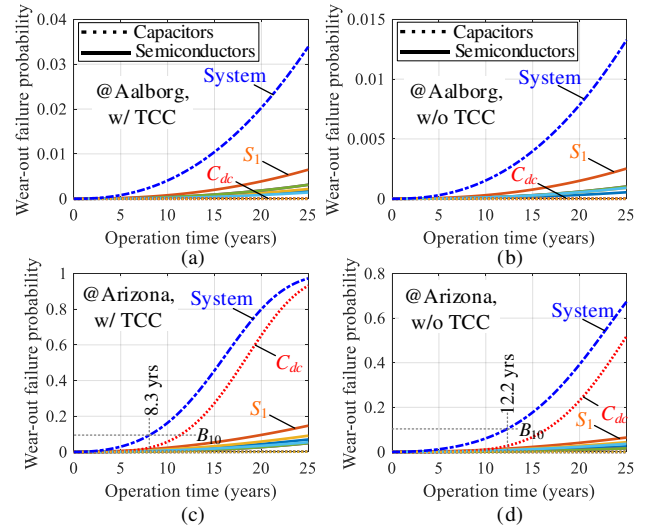 Wear-out failure probability
0.04
0.03
0.02
0.01
0
Capacitors
Semiconductors
@Aalborg,
w/ TCC
System
S1
Cdc
0 5 10 15 20 25
Operation time (years)
(a)
Wear-out failure probability
0.015
0.01
0.005
0
Capacitors
Semiconductors
@Aalborg,
w/o TCC
System
S1
Cdc
0 5 10 15 20 25
Operation time (years)
(b)
Wear-out failure probability
1
0.8
0.6
0.4
0.2
0
@Arizona,
w/ TCC
System
Cdc
8.3 yrs
S1
B10
0 5 10 15 20 25
Operation time (years)
(c)
Wear-out failure probability
0.8
0.6
0.4
0.2
0
@Arizona,
w/o TCC
System
12.2 yrs
Cdc
B10
S1
0 5 10 15 20 25
Operation time (years)
(d)